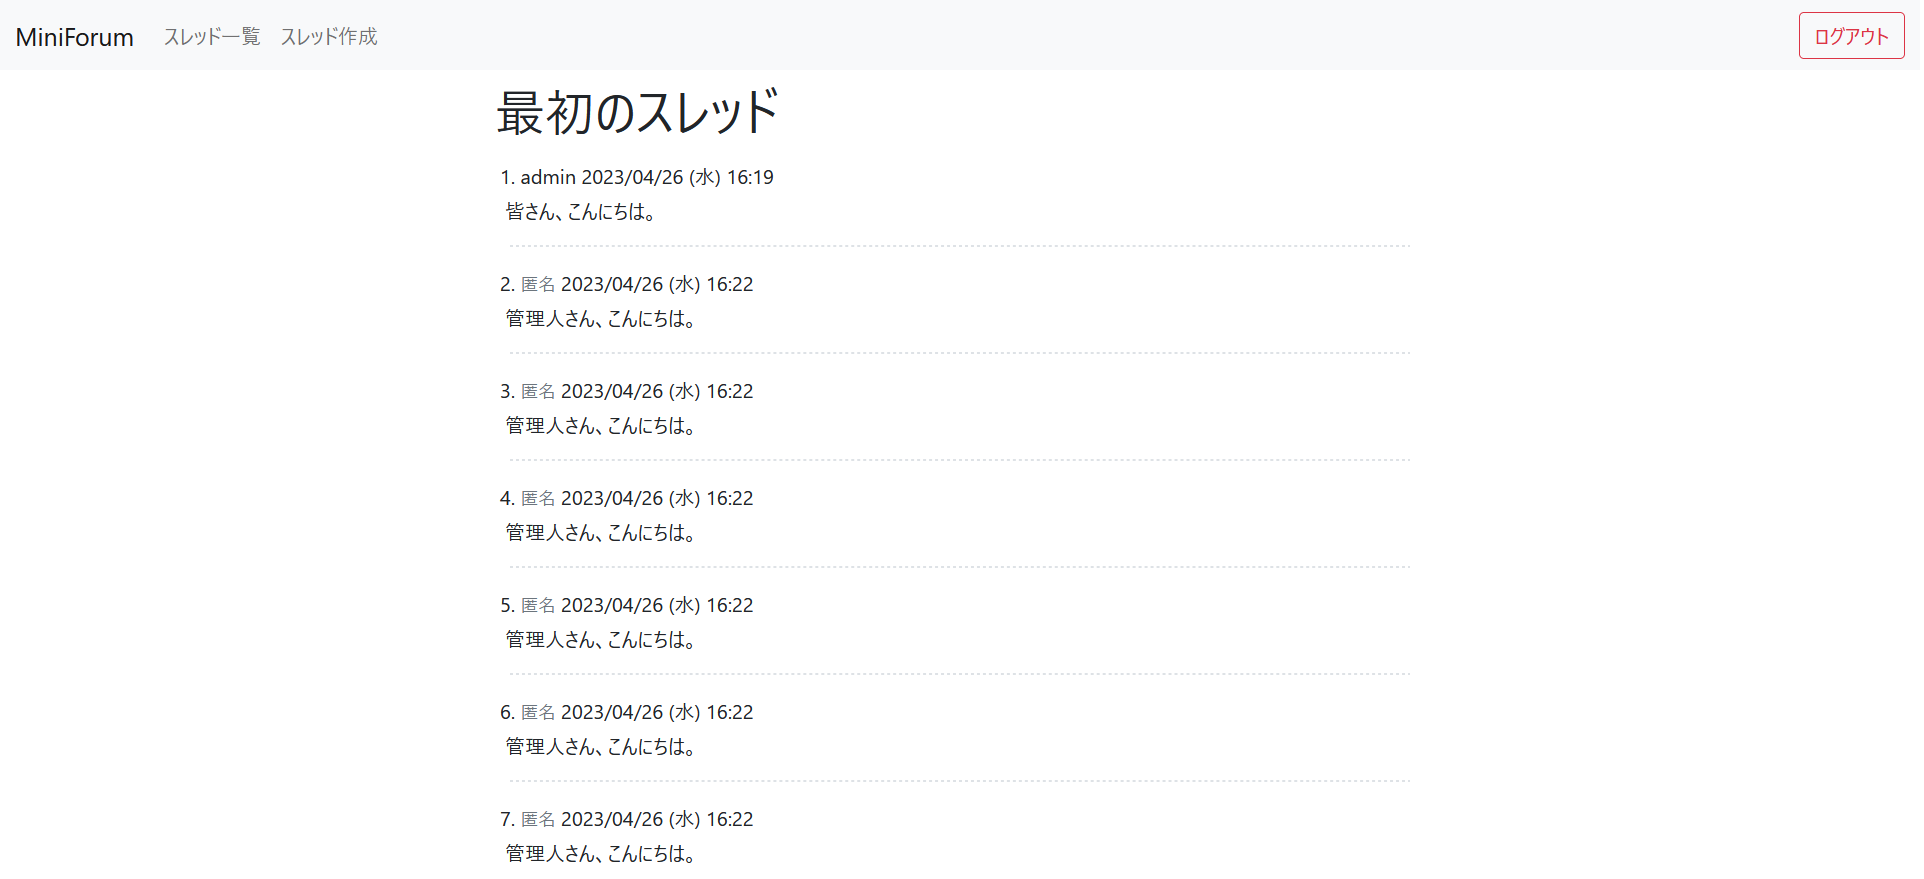 MiniForum スレッド一覧 スレッド作成 ログアウト
最初のスレッド
1. admin 2023/04/26 (水) 16:19
皆さん、こんにちは。
2. 匿名 2023/04/26 (水) 16:22
管理人さん、こんにちは。
3. 匿名 2023/04/26 (水) 16:22
管理人さん、こんにちは。
4. 匿名 2023/04/26 (水) 16:22
管理人さん、こんにちは。
5. 匿名 2023/04/26 (水) 16:22
管理人さん、こんにちは。
6. 匿名 2023/04/26 (水) 16:22
管理人さん、こんにちは。
7. 匿名 2023/04/26 (水) 16:22
管理人さん、こんにちは。